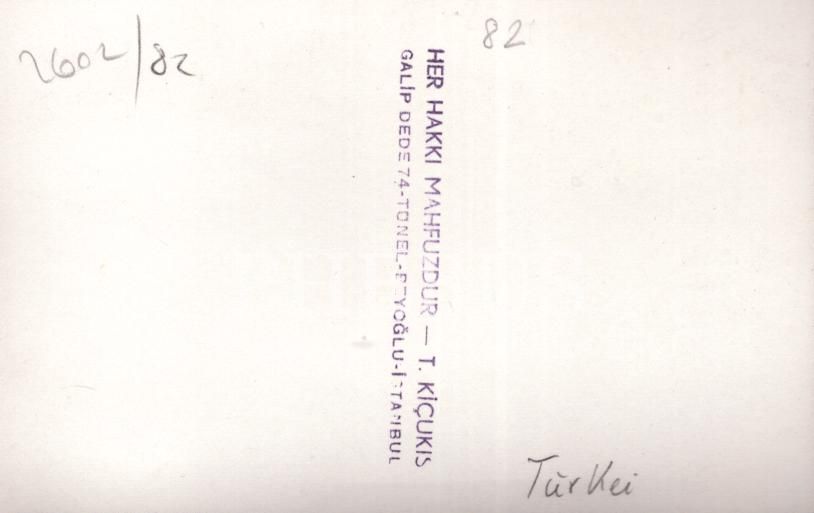 2602/82
82
HER HAKKI MAHFUZDUR — T. KİÇUKIS
GALİP DEDE 74-TÜNEL-BEYOĞLU-İSTANBUL
Türkei